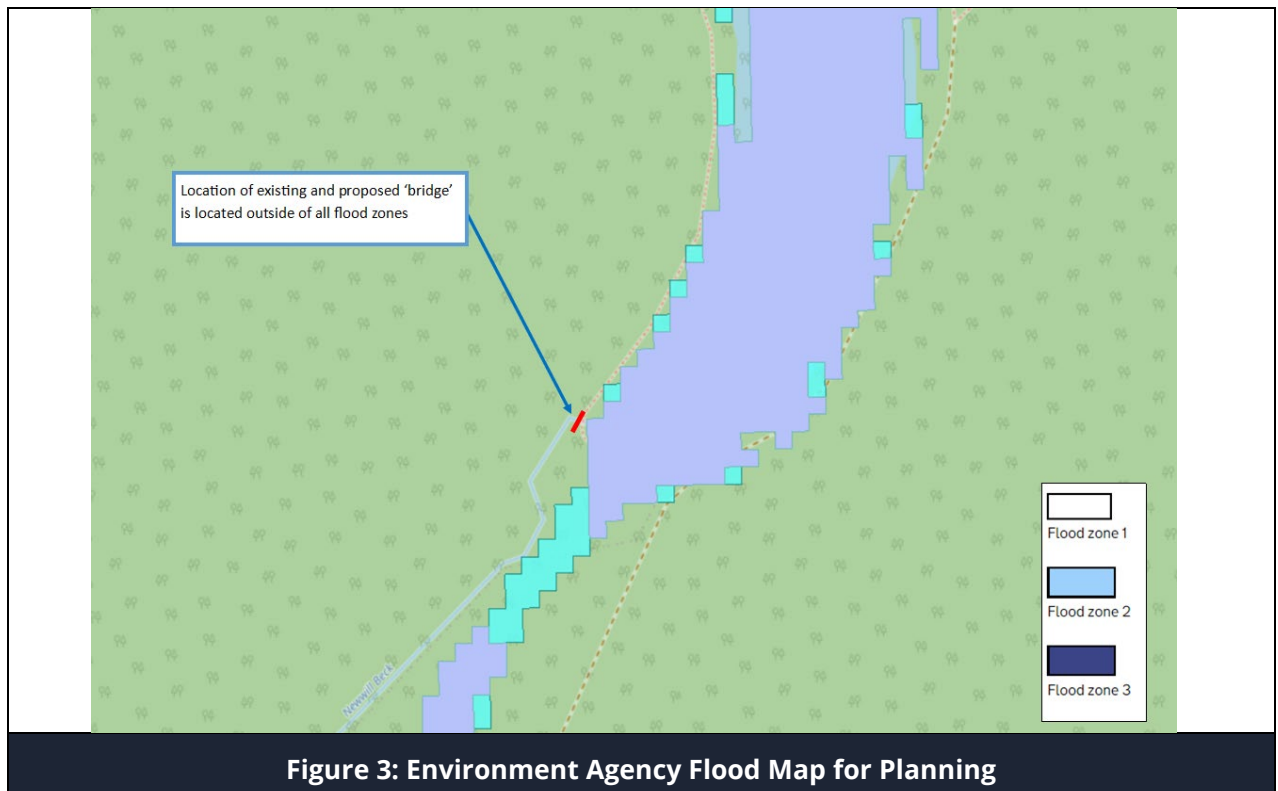 Location of existing and proposed ‘bridge’
is located outside of all flood zones
Newmill Beck
Flood zone 1
Flood zone 2
Flood zone 3
Figure 3: Environment Agency Flood Map for Planning